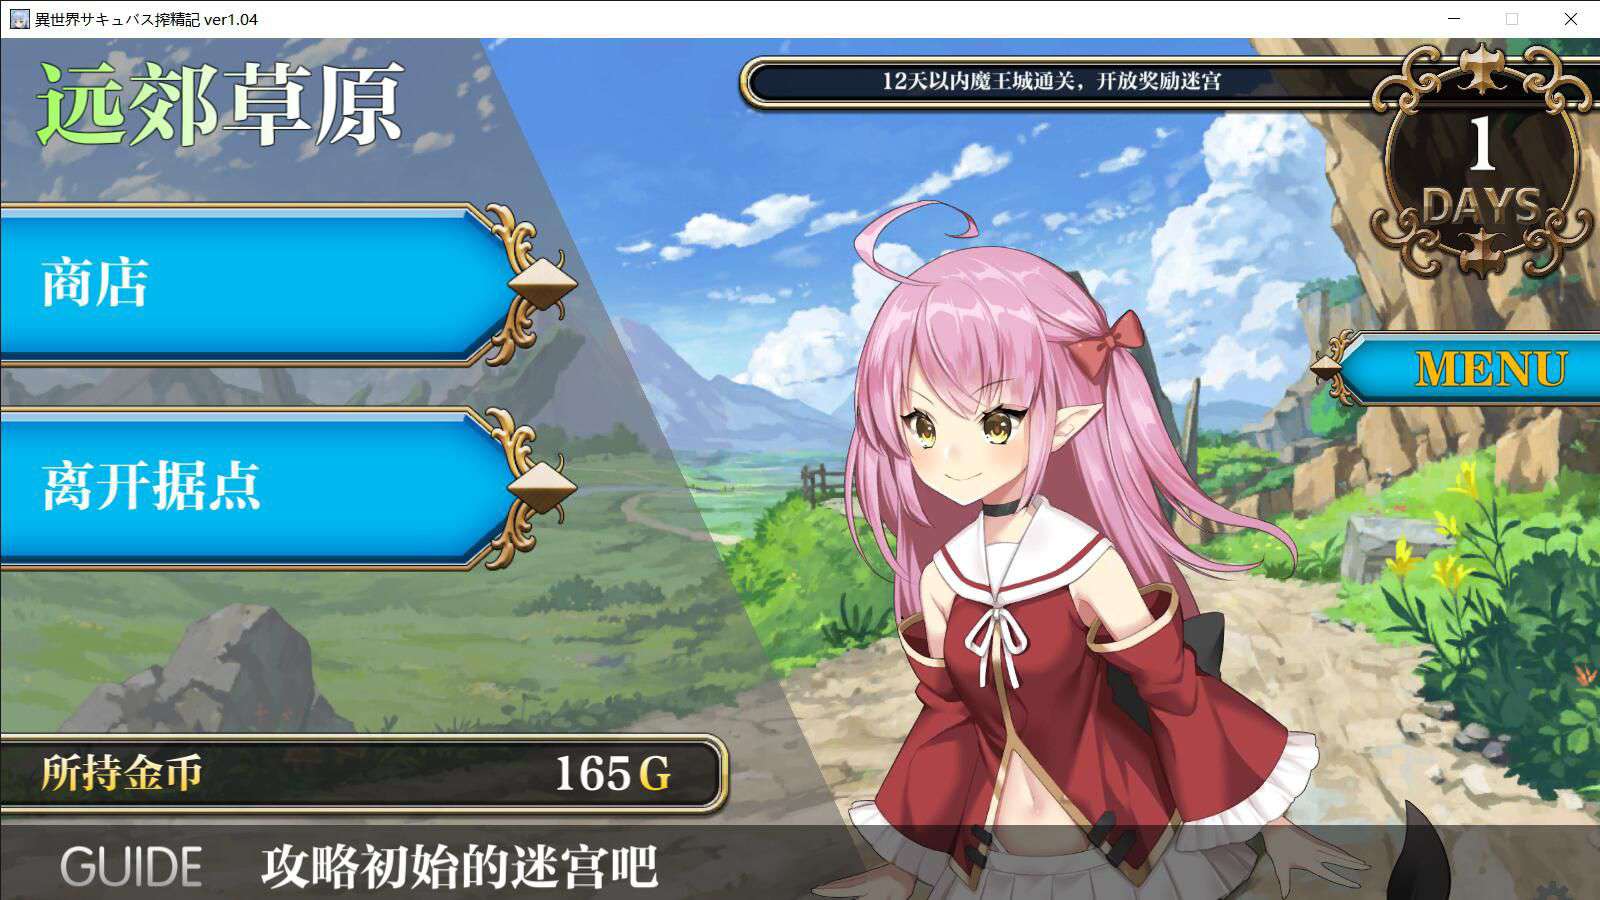 異世界サキュバス搾精記 ver1.04
远郊草原
12天以内魔王城通关，开放奖励迷宫
1
DAYS
商店
MENU
离开据点
所持金币 165G
GUIDE 攻略初始的迷宫吧